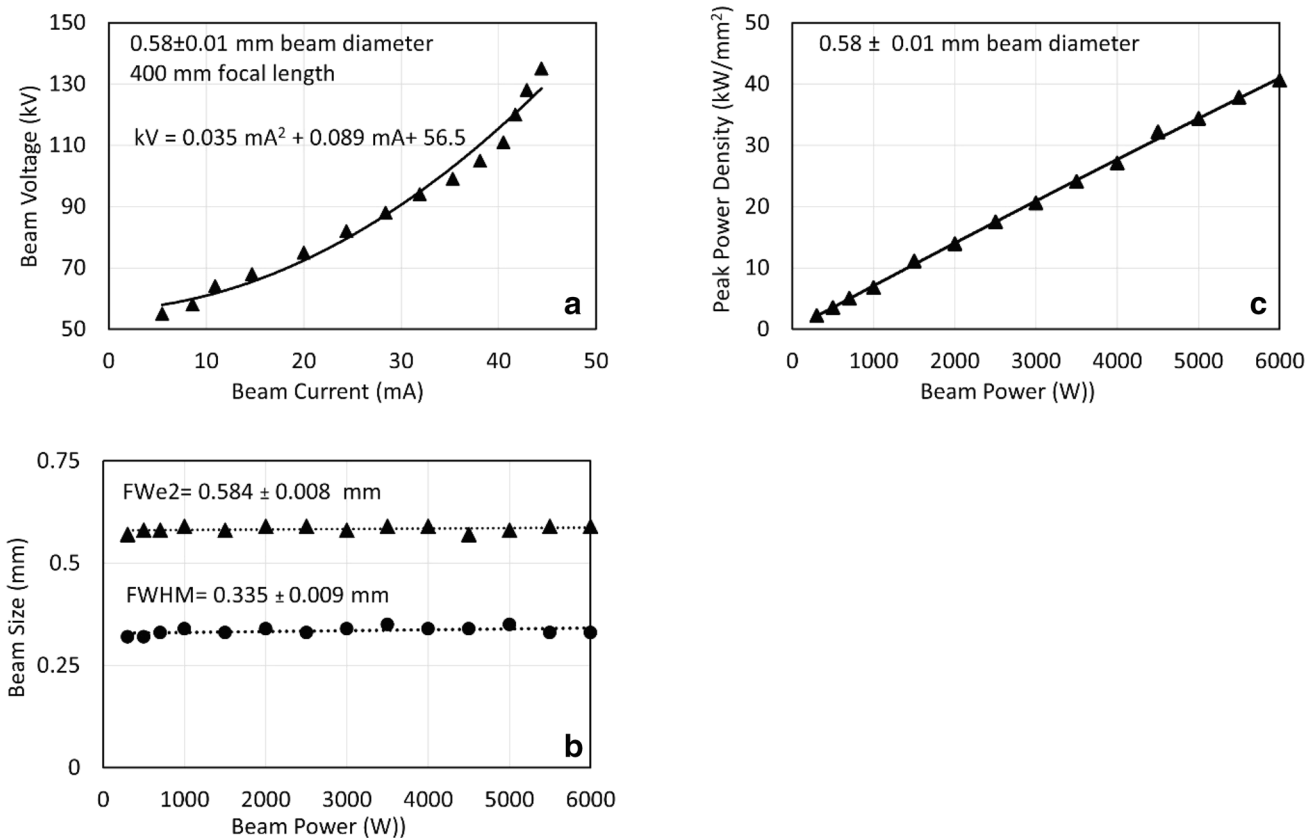 150
130
110
90
70
50
Beam Voltage (kV)
0.58±0.01 mm beam diameter
400 mm focal length
kV = 0.035 mA² + 0.089 mA+ 56.5
a
0 10 20 30 40 50
Beam Current (mA)
50
40
30
20
10
0
Peak Power Density (kW/mm²)
0.58 ± 0.01 mm beam diameter
c
0 1000 2000 3000 4000 5000 6000
Beam Power (W))
0.75
0.5
0.25
0
Beam Size (mm)
FWe2= 0.584 ± 0.008 mm
FWHM= 0.335 ± 0.009 mm
b
0 1000 2000 3000 4000 5000 6000
Beam Power (W))